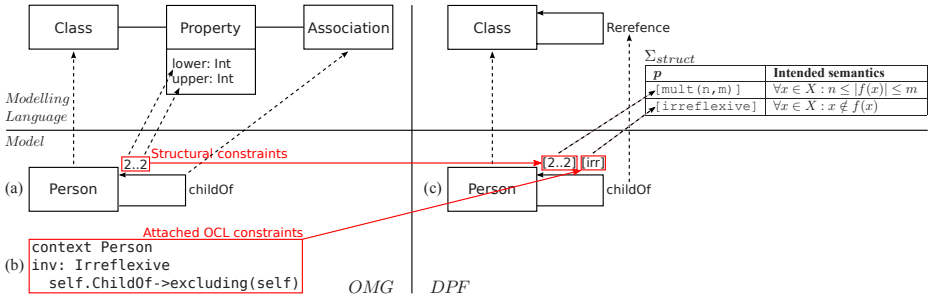 Class
Property
Association
lower: Int
upper: Int
Modelling
Language
Model
2..2
Structural constraints
(a)
Person
childOf
Attached OCL constraints
(b)
context Person
inv: Irreflexive
self.ChildOf->excluding(self)
OMG
Class
Rerefence
Σstruct
p Intended semantics
[mult(n,m)] ∀x ∈ X : n ≤ |f(x)| ≤ m
[irreflexive] ∀x ∈ X : x ∉ f(x)
[2..2] [irr]
(c)
Person
childOf
DPF